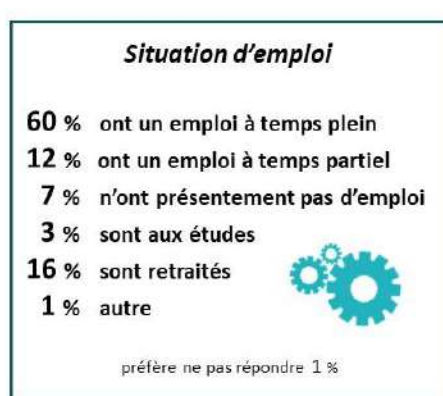 Situation d'emploi
60 % ont un emploi à temps plein
12 % ont un emploi à temps partiel
7 % n'ont présentement pas d'emploi
3 % sont aux études
16 % sont retraités
1 % autre
préfère ne pas répondre 1 %